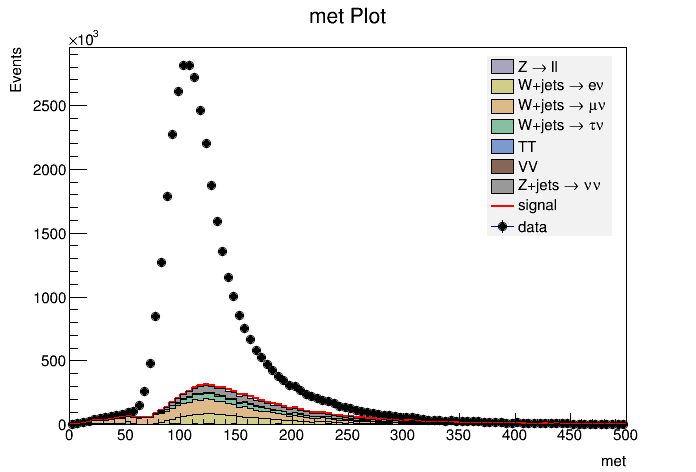 met Plot
×10³
Events
Z → ll
W+jets → eν
W+jets → μν
W+jets → τν
TT
VV
Z+jets → νν
signal
data
2500
2000
1500
1000
500
0
0 50 100 150 200 250 300 350 400 450 500
met